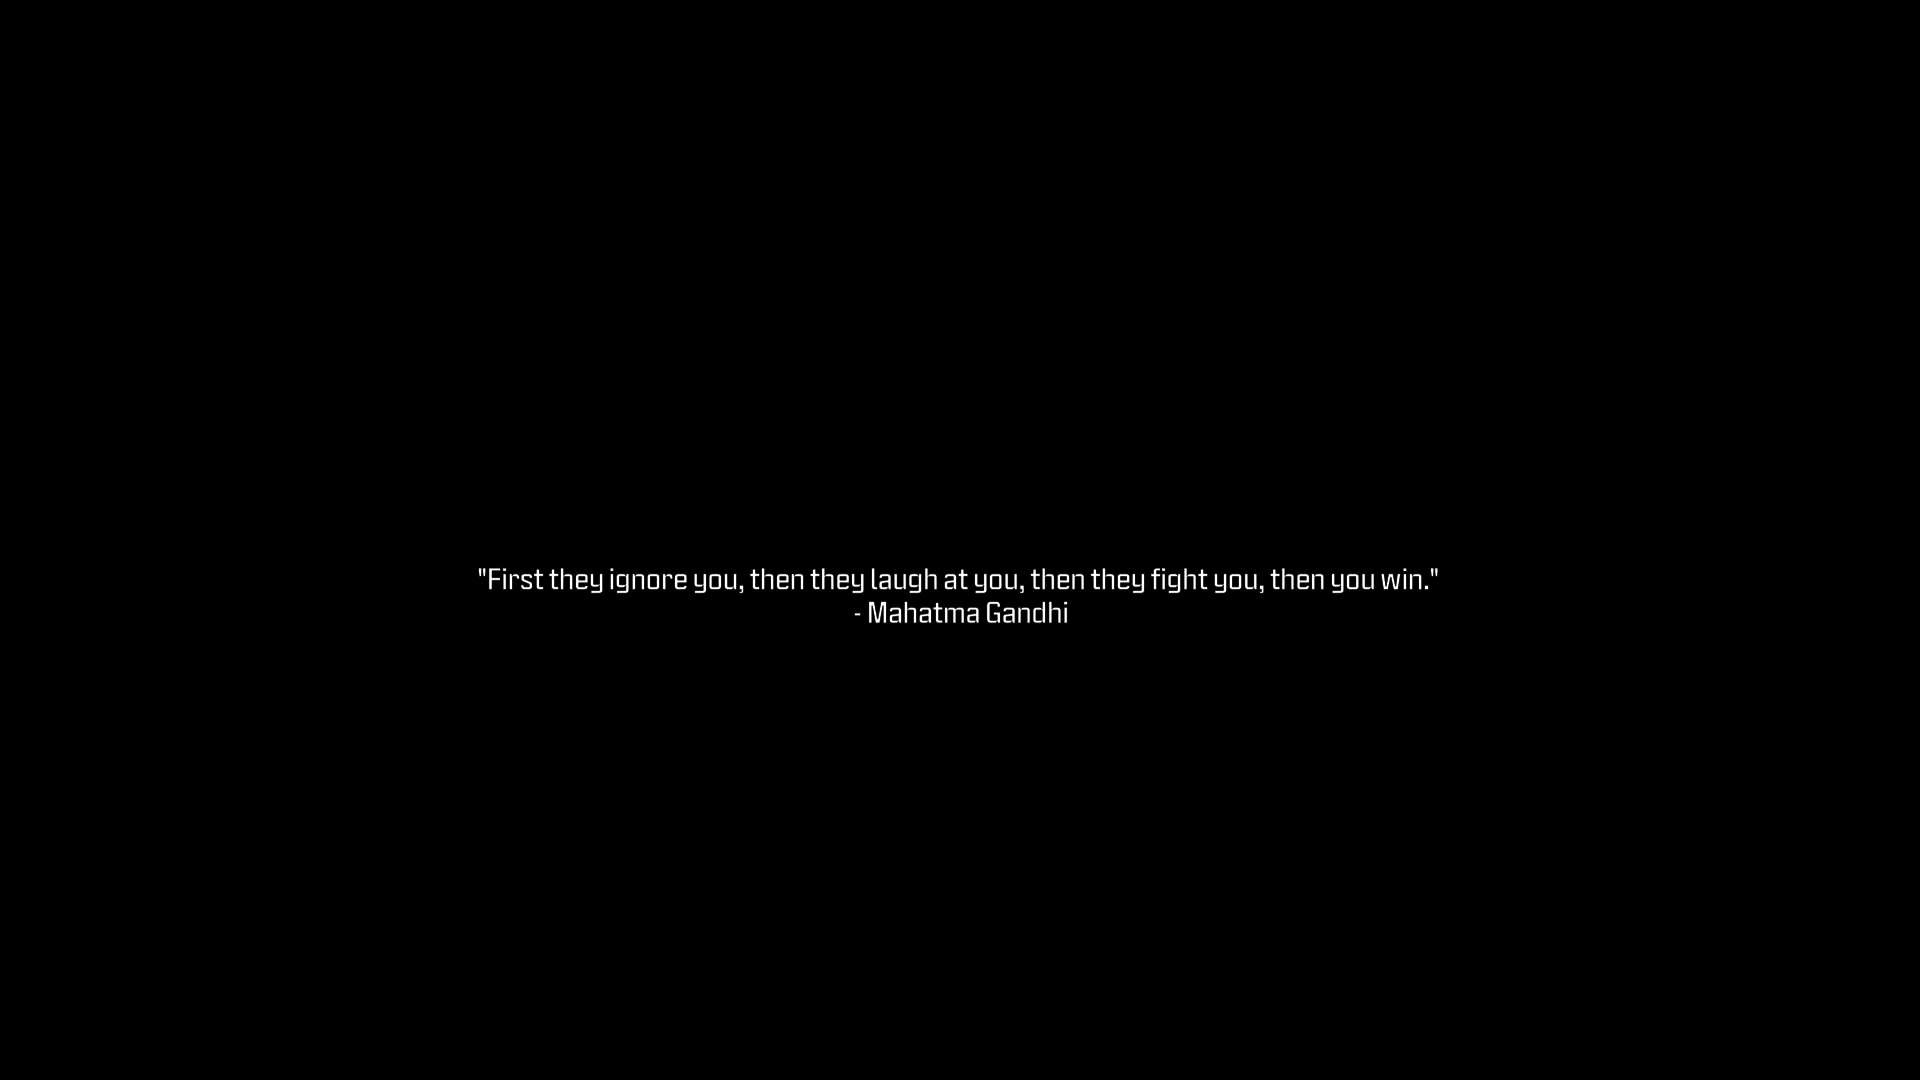 "First they ignore you, then they laugh at you, then they fight you, then you win."
- Mahatma Gandhi